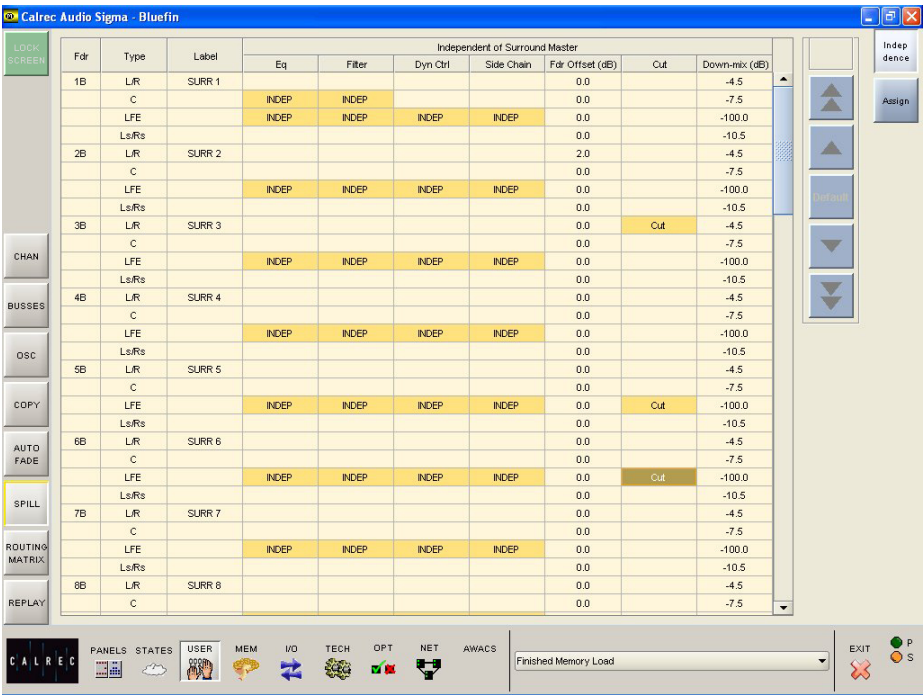 Calrec Audio Sigma - Bluefin
LOCK SCREEN
Fdr Type Label Independent of Surround Master
Eq Filter Dyn Ctrl Side Chain Fdr Offset (dB) Cut Down-mix (dB)
1B L/R SURR 1 0.0 -4.5
C INDEP INDEP 0.0 -7.5
LFE INDEP INDEP INDEP INDEP 0.0 -100.0
Ls/Rs 0.0 -10.5
2B L/R SURR 2 2.0 -4.5
C 0.0 -7.5
LFE INDEP INDEP INDEP INDEP 0.0 -100.0
Ls/Rs 0.0 -10.5
3B L/R SURR 3 0.0 Cut -4.5
C 0.0 -7.5
LFE INDEP INDEP INDEP INDEP 0.0 -100.0
Ls/Rs 0.0 -10.5
4B L/R SURR 4 0.0 -4.5
C 0.0 -7.5
LFE INDEP INDEP INDEP INDEP 0.0 -100.0
Ls/Rs 0.0 -10.5
5B L/R SURR 5 0.0 -4.5
C 0.0 -7.5
LFE INDEP INDEP INDEP INDEP 0.0 Cut -100.0
Ls/Rs 0.0 -10.5
6B L/R SURR 6 0.0 -4.5
C 0.0 -7.5
LFE INDEP INDEP INDEP INDEP 0.0 Cut -100.0
Ls/Rs 0.0 -10.5
7B L/R SURR 7 0.0 -4.5
C 0.0 -7.5
LFE INDEP INDEP INDEP INDEP 0.0 -100.0
Ls/Rs 0.0 -10.5
8B L/R SURR 8 0.0 -4.5
C 0.0 -7.5
Default
Indep
dence
Assign
CHAN
BUSSES
OSC
COPY
AUTO
FADE
SPILL
ROUTING
MATRIX
REPLAY
CALREC
PANELS STATES USER MEM I/O TECH OPT NET AWACS
Finished Memory Load
EXIT
P
S